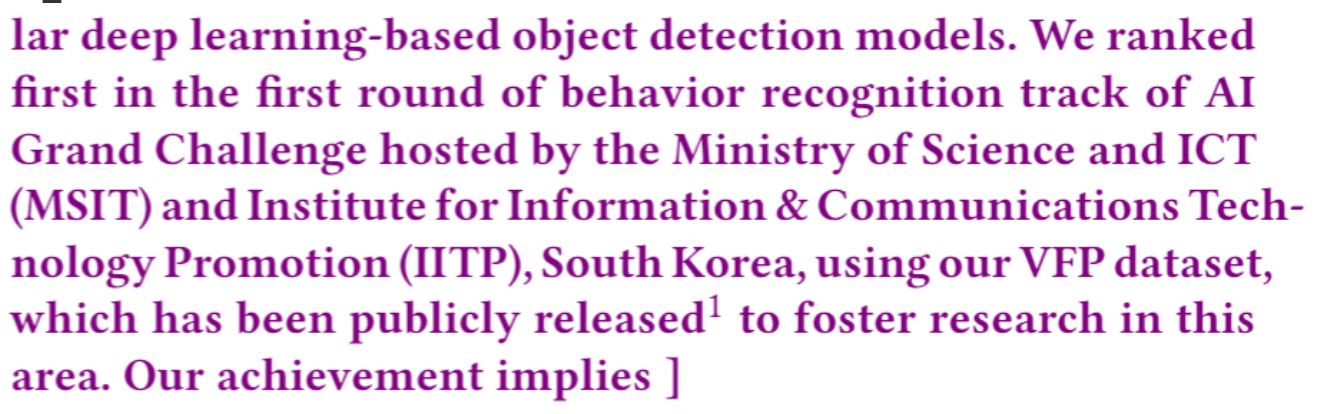 lar deep learning-based object detection models. We ranked
first in the first round of behavior recognition track of AI
Grand Challenge hosted by the Ministry of Science and ICT
(MSIT) and Institute for Information & Communications Tech-
nology Promotion (IITP), South Korea, using our VFP dataset,
which has been publicly released¹ to foster research in this
area. Our achievement implies ]